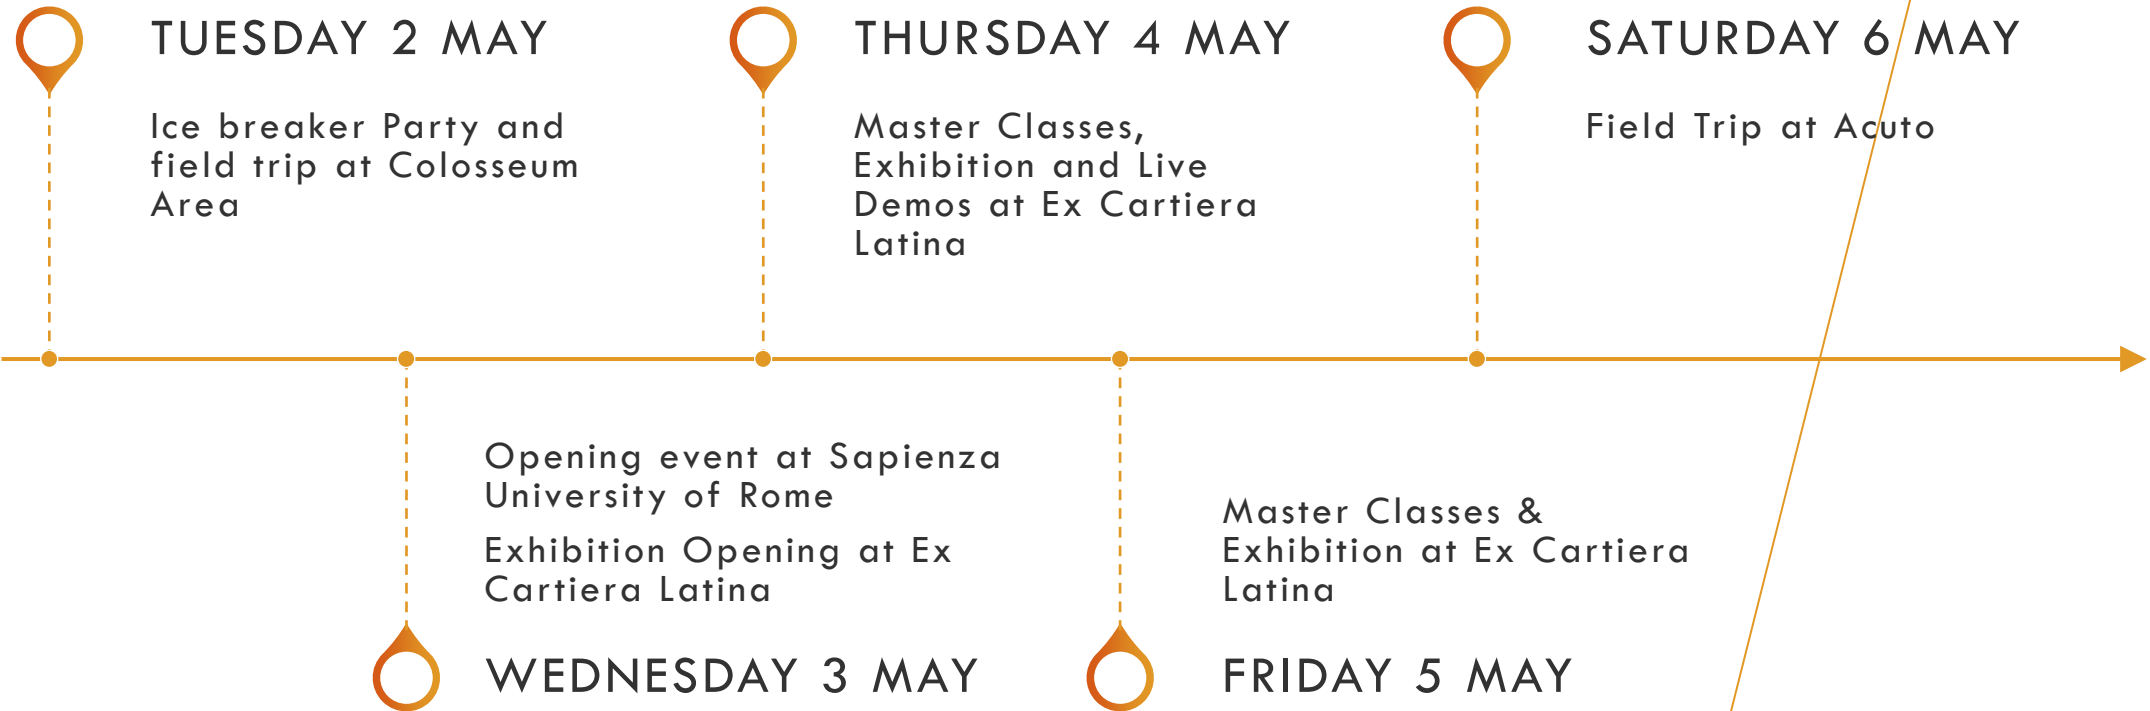 TUESDAY 2 MAY
Ice breaker Party and
field trip at Colosseum
Area
Opening event at Sapienza
University of Rome
Exhibition Opening at Ex
Cartiera Latina
WEDNESDAY 3 MAY
THURSDAY 4 MAY
Master Classes,
Exhibition and Live
Demos at Ex Cartiera
Latina
Master Classes &
Exhibition at Ex Cartiera
Latina
FRIDAY 5 MAY
SATURDAY 6 MAY
Field Trip at Acuto